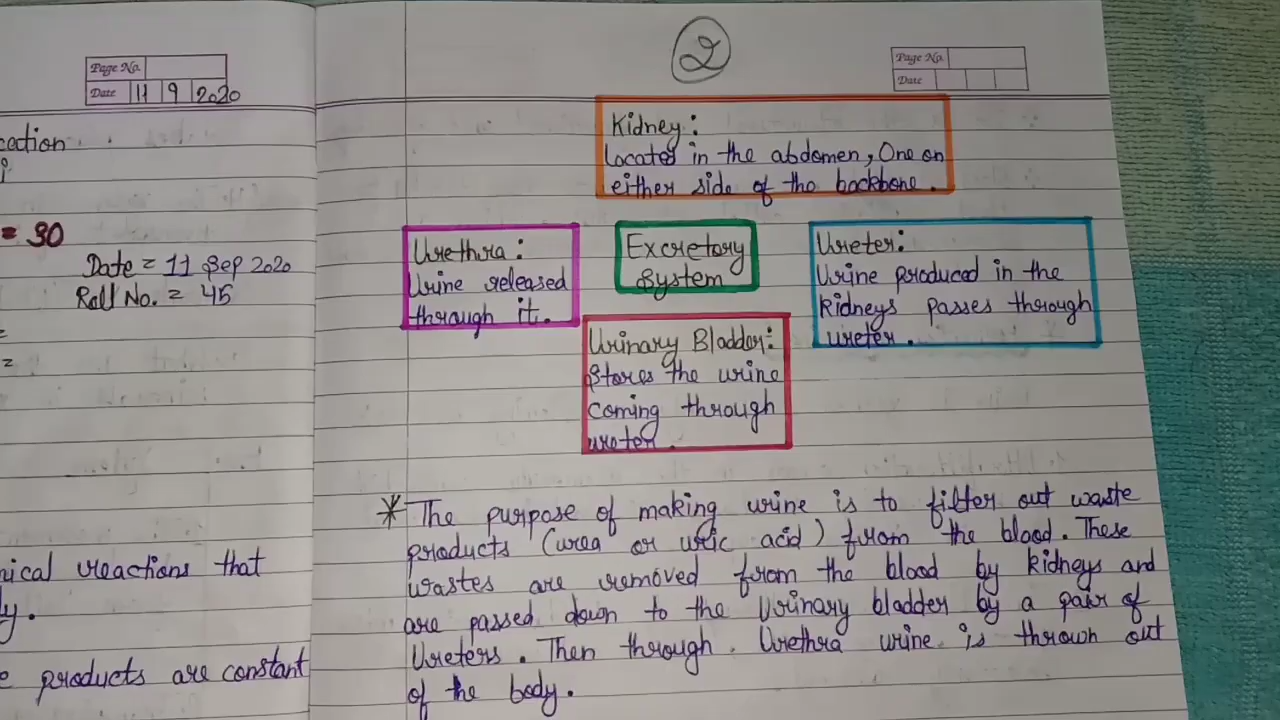 Page No.
Date 11 9 2020
cation
= 30
Date = 11 Sep 2020
Roll No. = 45
=
=
nical reactions that
ly.
e products are constant
2
Page No.
Date
Kidney:
Located in the abdomen, One on
either side of the backbone.
Urethra:
Urine released
through it.
Excretory
System
Ureter:
Urine produced in the
kidneys passes through
ureter.
Urinary Bladder:
Stores the urine
coming through
ureter.
* The purpose of making urine is to filter out waste
products (urea or uric acid) from the blood. These
wastes are removed from the blood by kidneys and
are passed down to the Urinary bladder by a pair of
Ureters. Then through. Urethra urine is thrown out
of the body.